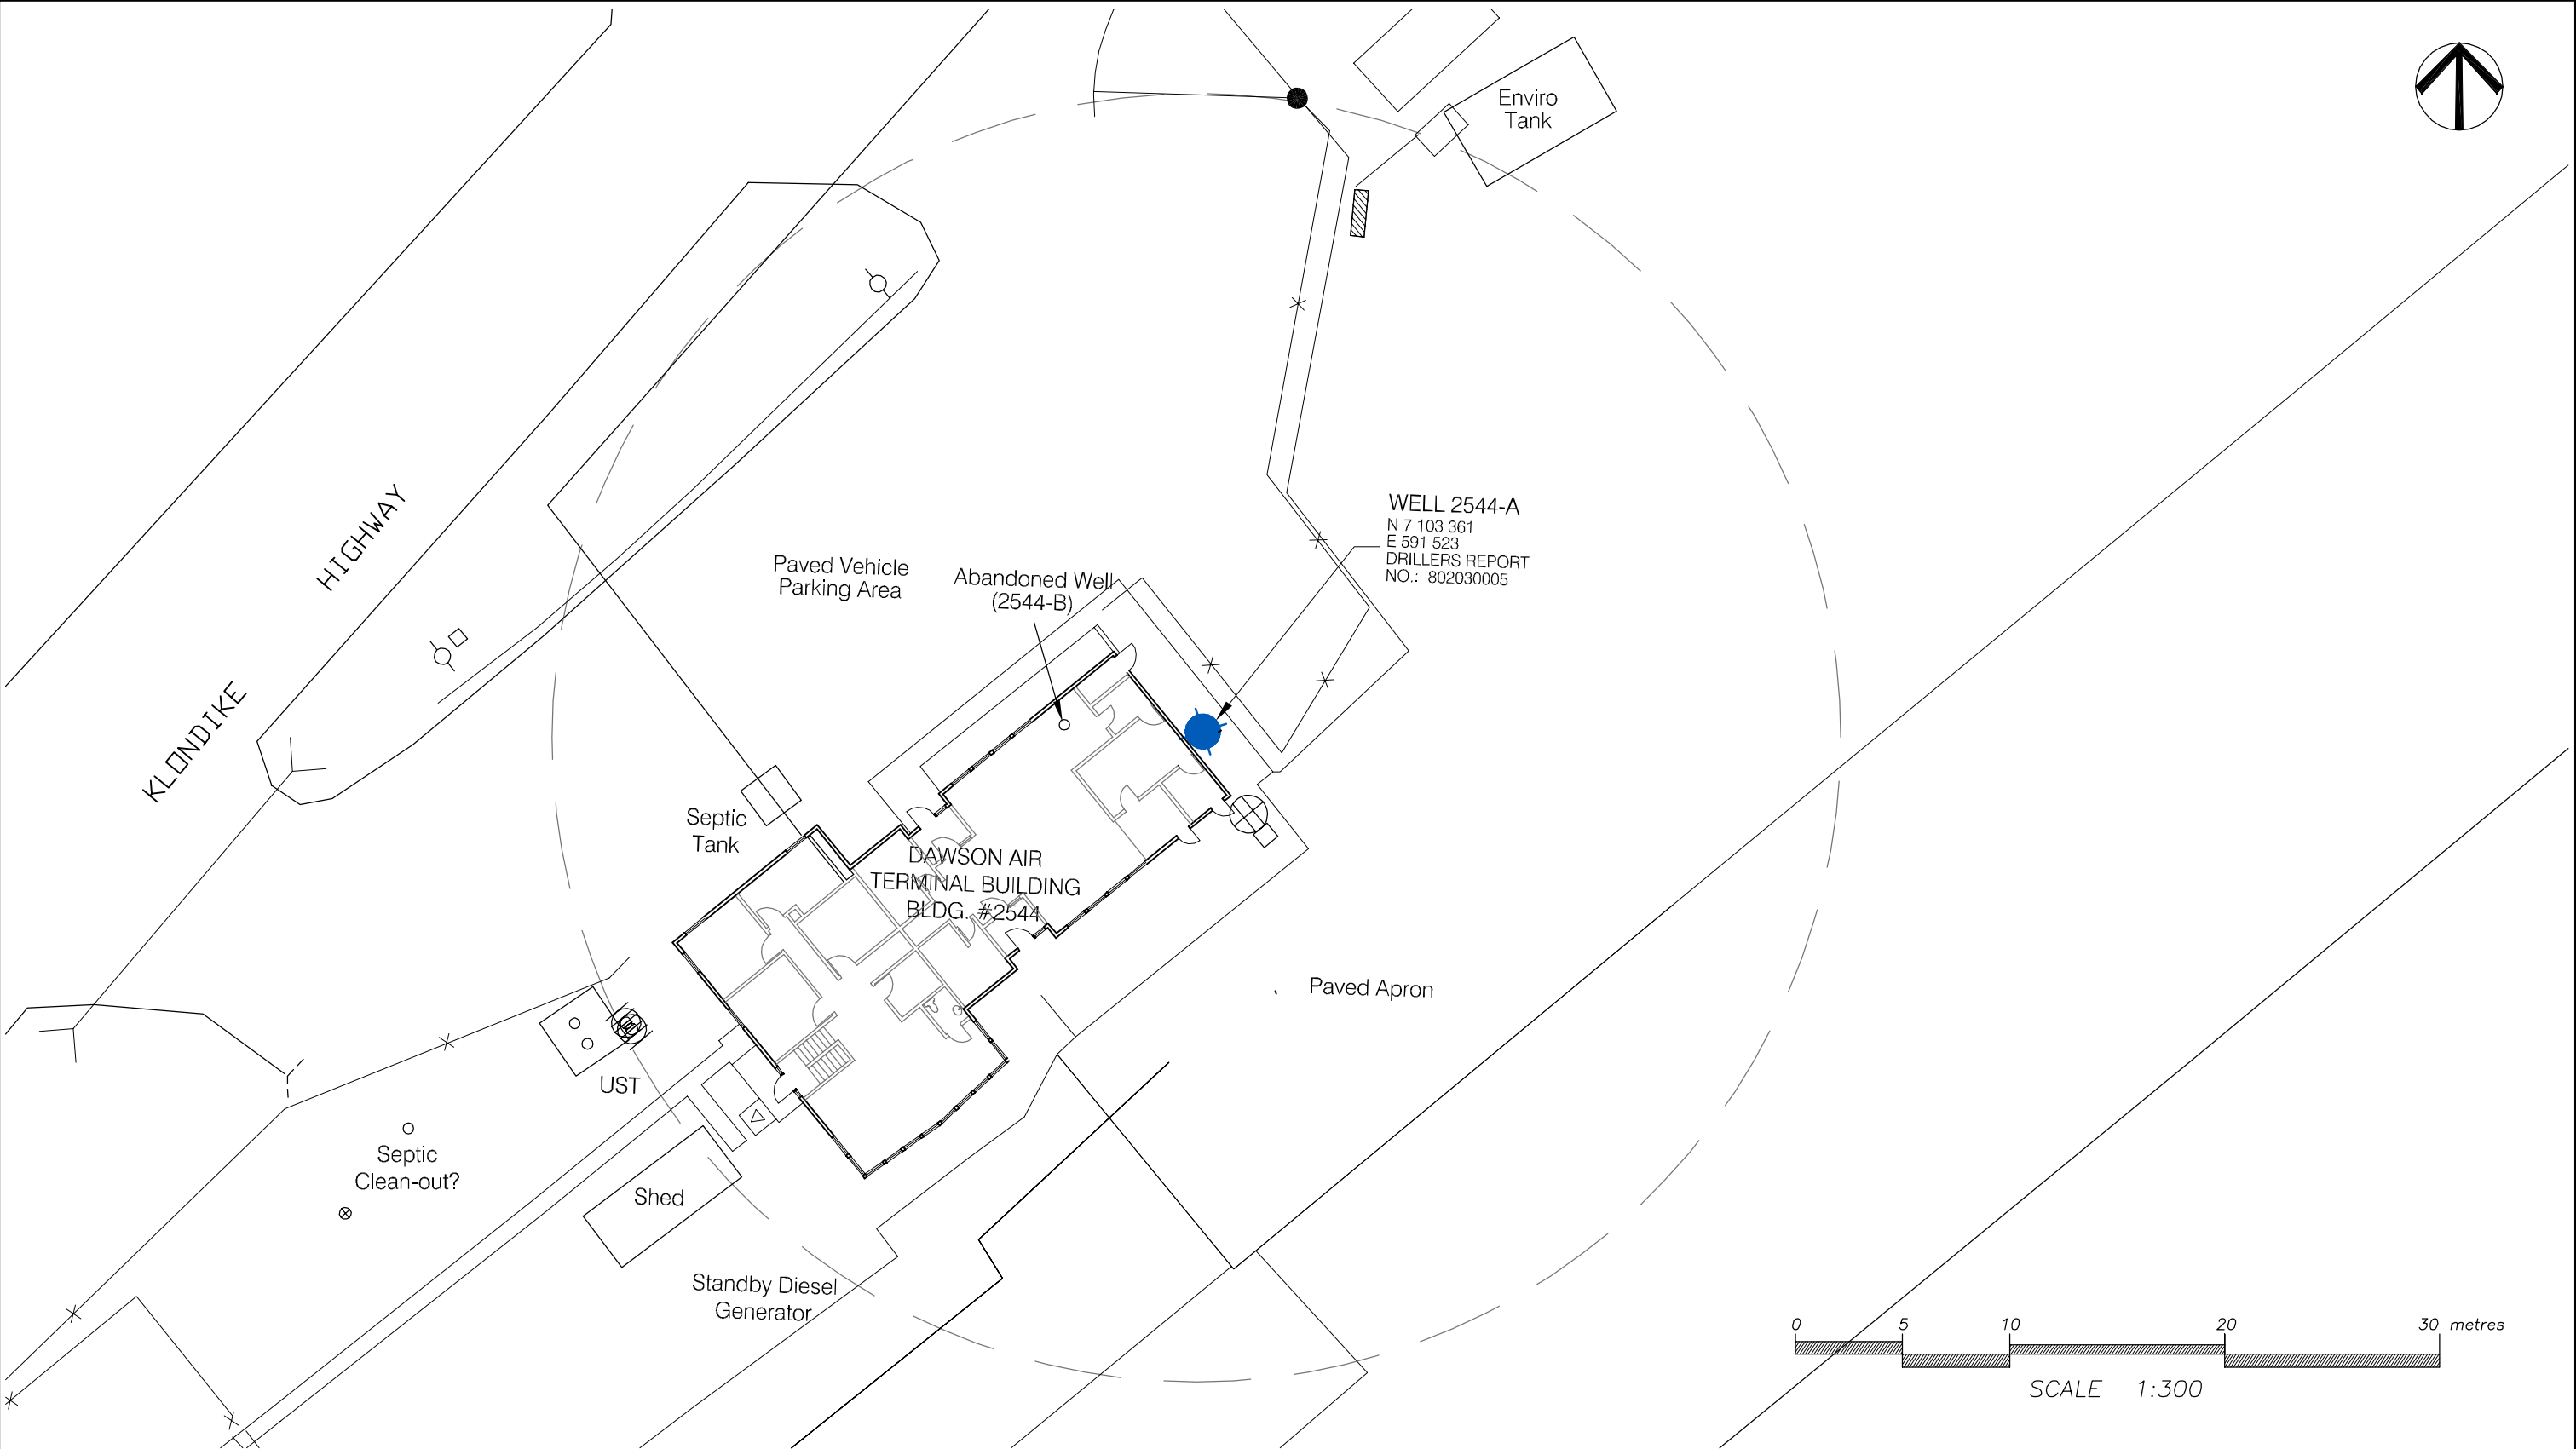 Enviro
Tank
HIGHWAY
KLONDIKE
WELL 2544-A
N 7 103 361
E 591 523
DRILLERS REPORT
NO.: 802030005
Paved Vehicle
Parking Area
Abandoned Well
(2544-B)
Septic
Tank
DAWSON AIR
TERMINAL BUILDING
BLDG. #2544
Paved Apron
UST
Septic
Clean-out?
Shed
Standby Diesel
Generator
0 5 10 20 30 metres
SCALE 1:300